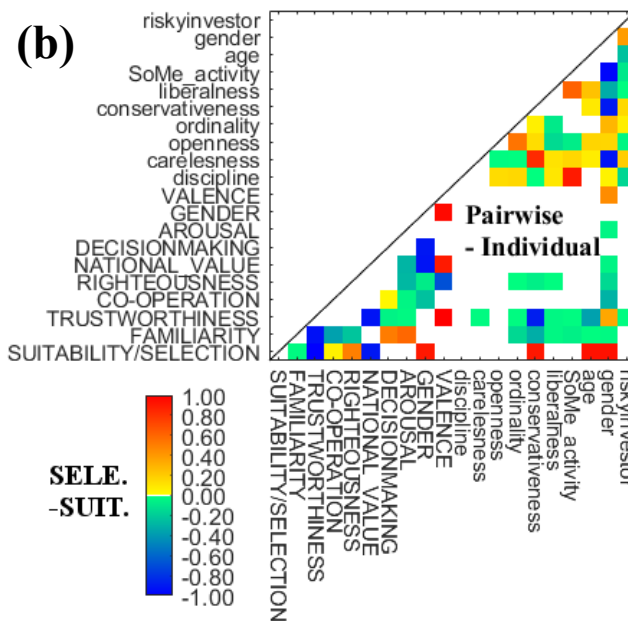 (b)
riskyinvestor
gender
age
SoMe_activity
liberalness
conservativeness
ordinality
openness
carelesness
discipline
VALENCE
GENDER
AROUSAL
DECISIONMAKING
NATIONAL_VALUE
RIGHTEOUSNESS
CO-OPERATION
TRUSTWORTHINESS
FAMILIARITY
SUITABILITY/SELECTION
Pairwise
- Individual
SUITABILITY/SELECTION
FAMILIARITY
TRUSTWORTHINESS
CO-OPERATION
RIGHTEOUSNESS
NATIONAL_VALUE
DECISIONMAKING
AROUSAL
GENDER
VALENCE
discipline
carelesness
openness
ordinality
conservativeness
liberalness
SoMe_activity
age
gender
riskyinvestor
SELE.
-SUIT.
1.00
0.80
0.60
0.40
0.20
0.00
-0.20
-0.40
-0.60
-0.80
-1.00